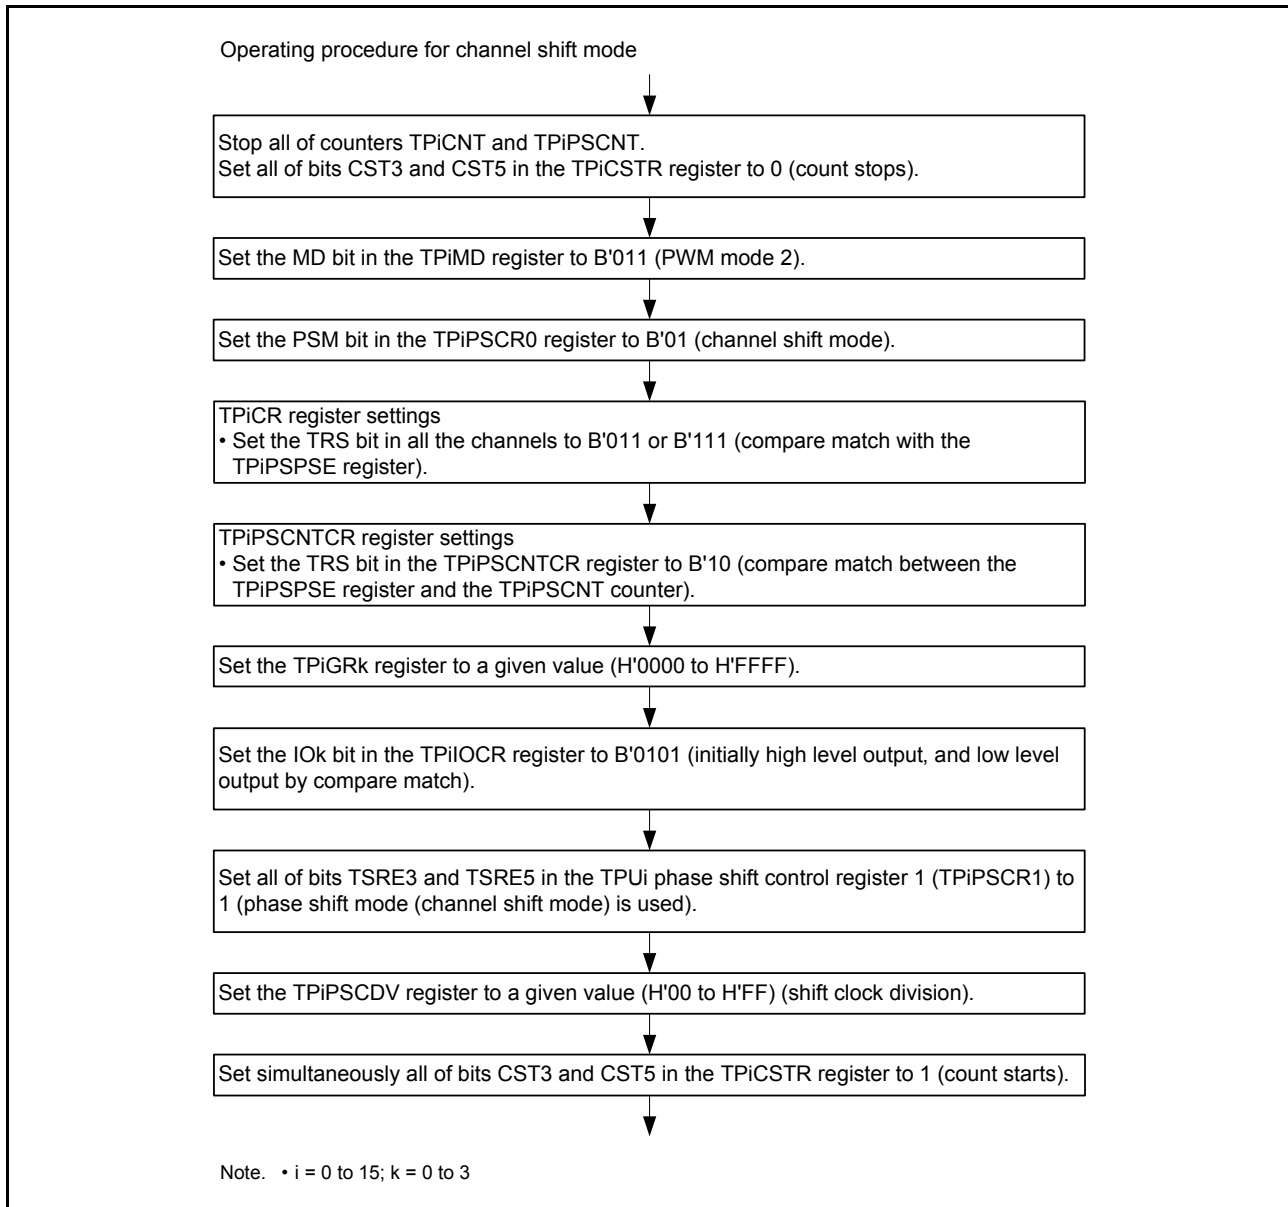 Operating procedure for channel shift mode
Stop all of counters TPiCNT and TPiPSCNT.
Set all of bits CST3 and CST5 in the TPiCSTR register to 0 (count stops).
Set the MD bit in the TPiMD register to B'011 (PWM mode 2).
Set the PSM bit in the TPiPSCR0 register to B'01 (channel shift mode).
TPiCR register settings
• Set the TRS bit in all the channels to B'011 or B'111 (compare match with the
TPiPSPSE register).
TPiPSCNTCR register settings
• Set the TRS bit in the TPiPSCNTCR register to B'10 (compare match between the
TPiPSPSE register and the TPiPSCNT counter).
Set the TPiGRk register to a given value (H'0000 to H'FFFF).
Set the IOk bit in the TPiIOCR register to B'0101 (initially high level output, and low level
output by compare match).
Set all of bits TSRE3 and TSRE5 in the TPUi phase shift control register 1 (TPiPSCR1) to
1 (phase shift mode (channel shift mode) is used).
Set the TPiPSCDV register to a given value (H'00 to H'FF) (shift clock division).
Set simultaneously all of bits CST3 and CST5 in the TPiCSTR register to 1 (count starts).
Note. • i = 0 to 15; k = 0 to 3